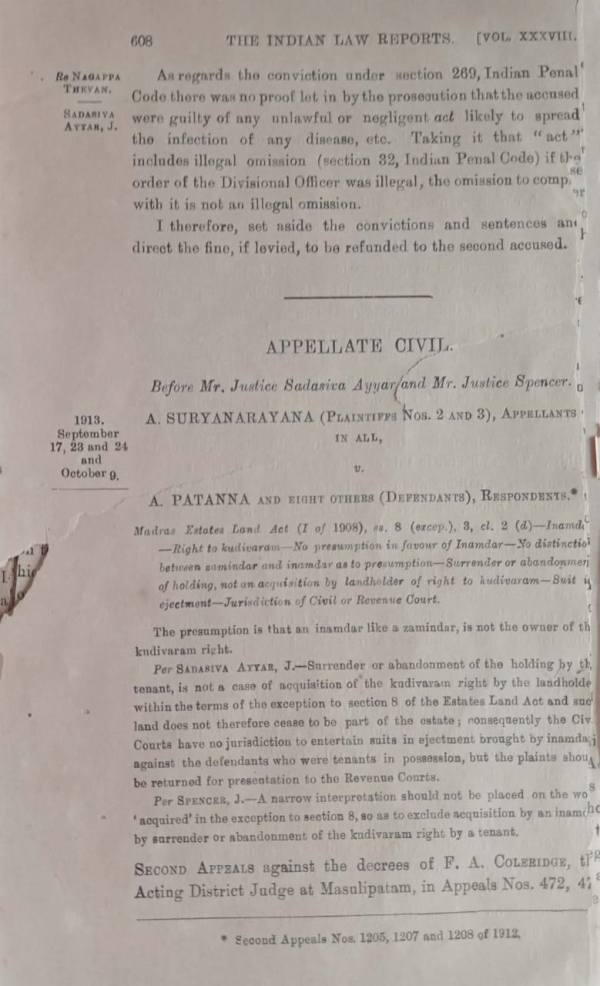 608 THE INDIAN LAW REPORTS. [VOL. XXXVIII.
Re NAGAPPA
THEVAN.
SADASIVA
AYYAR, J.
As regards the conviction under section 269, Indian Penal
Code there was no proof let in by the prosecution that the accused
were guilty of any unlawful or negligent act likely to spread
the infection of any disease, etc. Taking it that "act"
includes illegal omission (section 32, Indian Penal Code) if the
order of the Divisional Officer was illegal, the omission to comp
with it is not an illegal omission.
I therefore, set aside the convictions and sentences an
direct the fine, if levied, to be refunded to the second accused.
APPELLATE CIVIL.
Before Mr. Justice Sadasiva Ayyar and Mr. Justice Spencer.
1913.
September
17, 23 and 24
and
October 9.
A. SURYANARAYANA (PLAINTIFFS NOS. 2 AND 3), APPELLANTS
IN ALL,
v.
A. PATANNA AND EIGHT OTHERS (DEFENDANTS), RESPONDENTS.*
Madras Estates Land Act (I of 1908), ss. 8 (excep.), 3, cl. 2 (d)—Inamd
—Right to kudivaram—No presumption in favour of Inamdar—No distinctio
between zamindar and inamdar as to presumption—Surrender or abandonmen
of holding, not an acquisition by landholder of right to kudivaram—Suit i
ejectment—Jurisdiction of Civil or Revenue Court.
The presumption is that an inamdar like a zamindar, is not the owner of th
kudivaram right.
Per SADASIVA AYYAR, J.—Surrender or abandonment of the holding by th
tenant, is not a case of acquisition of the kudivaram right by the landholde
within the terms of the exception to section 8 of the Estates Land Act and suc
land does not therefore cease to be part of the estate; consequently the Civ
Courts have no jurisdiction to entertain suits in ejectment brought by inamda
against the defendants who were tenants in possession, but the plaints shou
be returned for presentation to the Revenue Courts.
Per SPENCER, J.—A narrow interpretation should not be placed on the wo
'acquired' in the exception to section 8, so as to exclude acquisition by an inam
by surrender or abandonment of the kudivaram right by a tenant.
SECOND APPEALS against the decrees of F. A. COLERIDGE, t
Acting District Judge at Masulipatam, in Appeals Nos. 472, 4
* Second Appeals Nos. 1205, 1207 and 1208 of 1912.